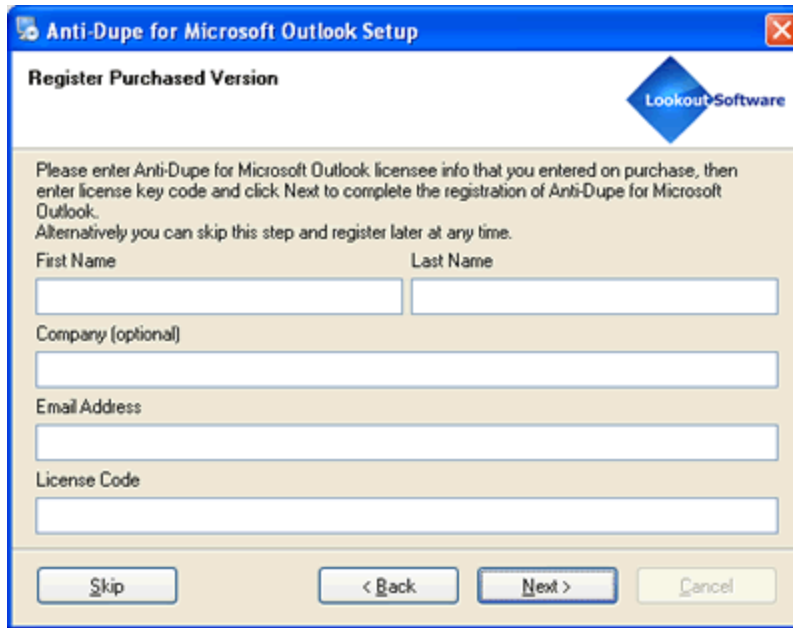 Anti-Dupe for Microsoft Outlook Setup
Register Purchased Version
Lookout Software
Please enter Anti-Dupe for Microsoft Outlook licensee info that you entered on purchase, then
enter license key code and click Next to complete the registration of Anti-Dupe for Microsoft
Outlook.
Alternatively you can skip this step and register later at any time.
First Name Last Name
Company (optional)
Email Address
License Code
Skip < Back Next > Cancel